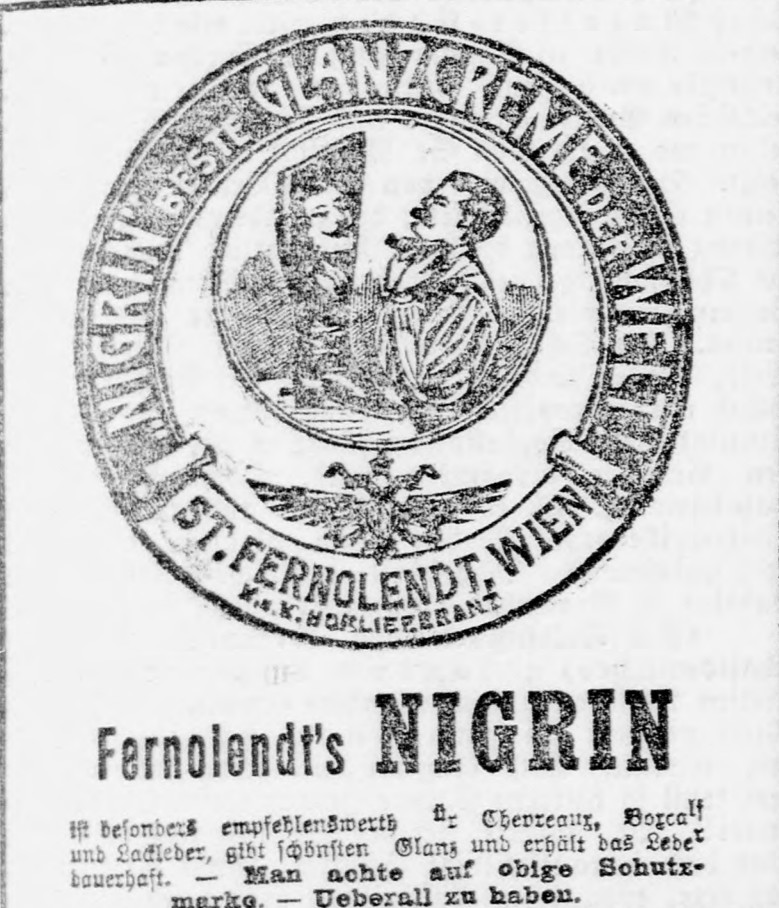 „NIGRIN“ BESTE GLANZCRÈME DER WELT!
ST. FERNOLENDT, WIEN
K.u.K. HOFLIEFERANT
Fernolendt's NIGRIN
ist besonders empfehlenswerth für Chevreaux, Boxcalf
und Lackleder, gibt schönsten Glanz und erhält das Leder
dauerhaft. — Man achte auf obige Schutz-
marke. — Ueberall zu haben.